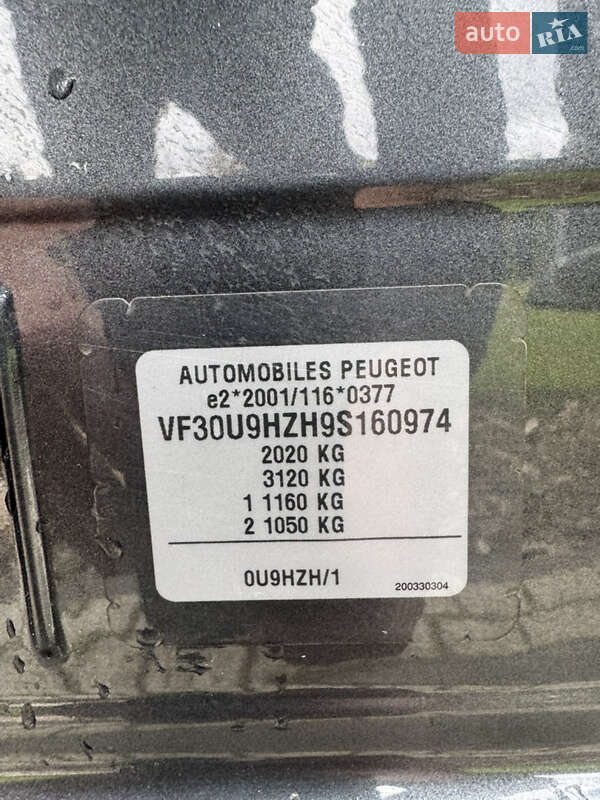 auto RIA.com
AUTOMOBILES PEUGEOT
e2*2001/116*0377
VF30U9HZH9S160974
2020 KG
3120 KG
1 1160 KG
2 1050 KG
0U9HZH/1
200330304